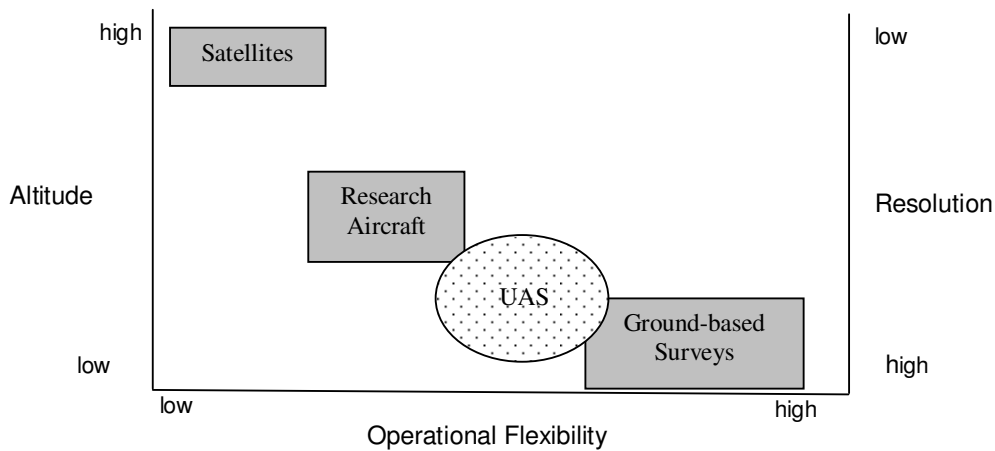 high
Satellites
low
Altitude
Research
Aircraft
Resolution
UAS
Ground-based
Surveys
low
high
low
high
Operational Flexibility